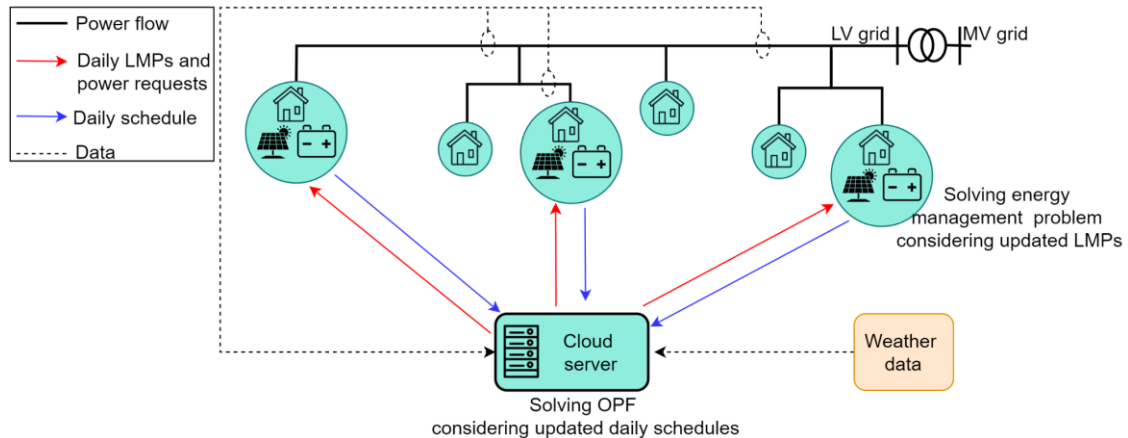 Power flow
Daily LMPs and
power requests
Daily schedule
Data
LV grid
MV grid
Solving energy
management problem
considering updated LMPs
Cloud
server
Weather
data
Solving OPF
considering updated daily schedules